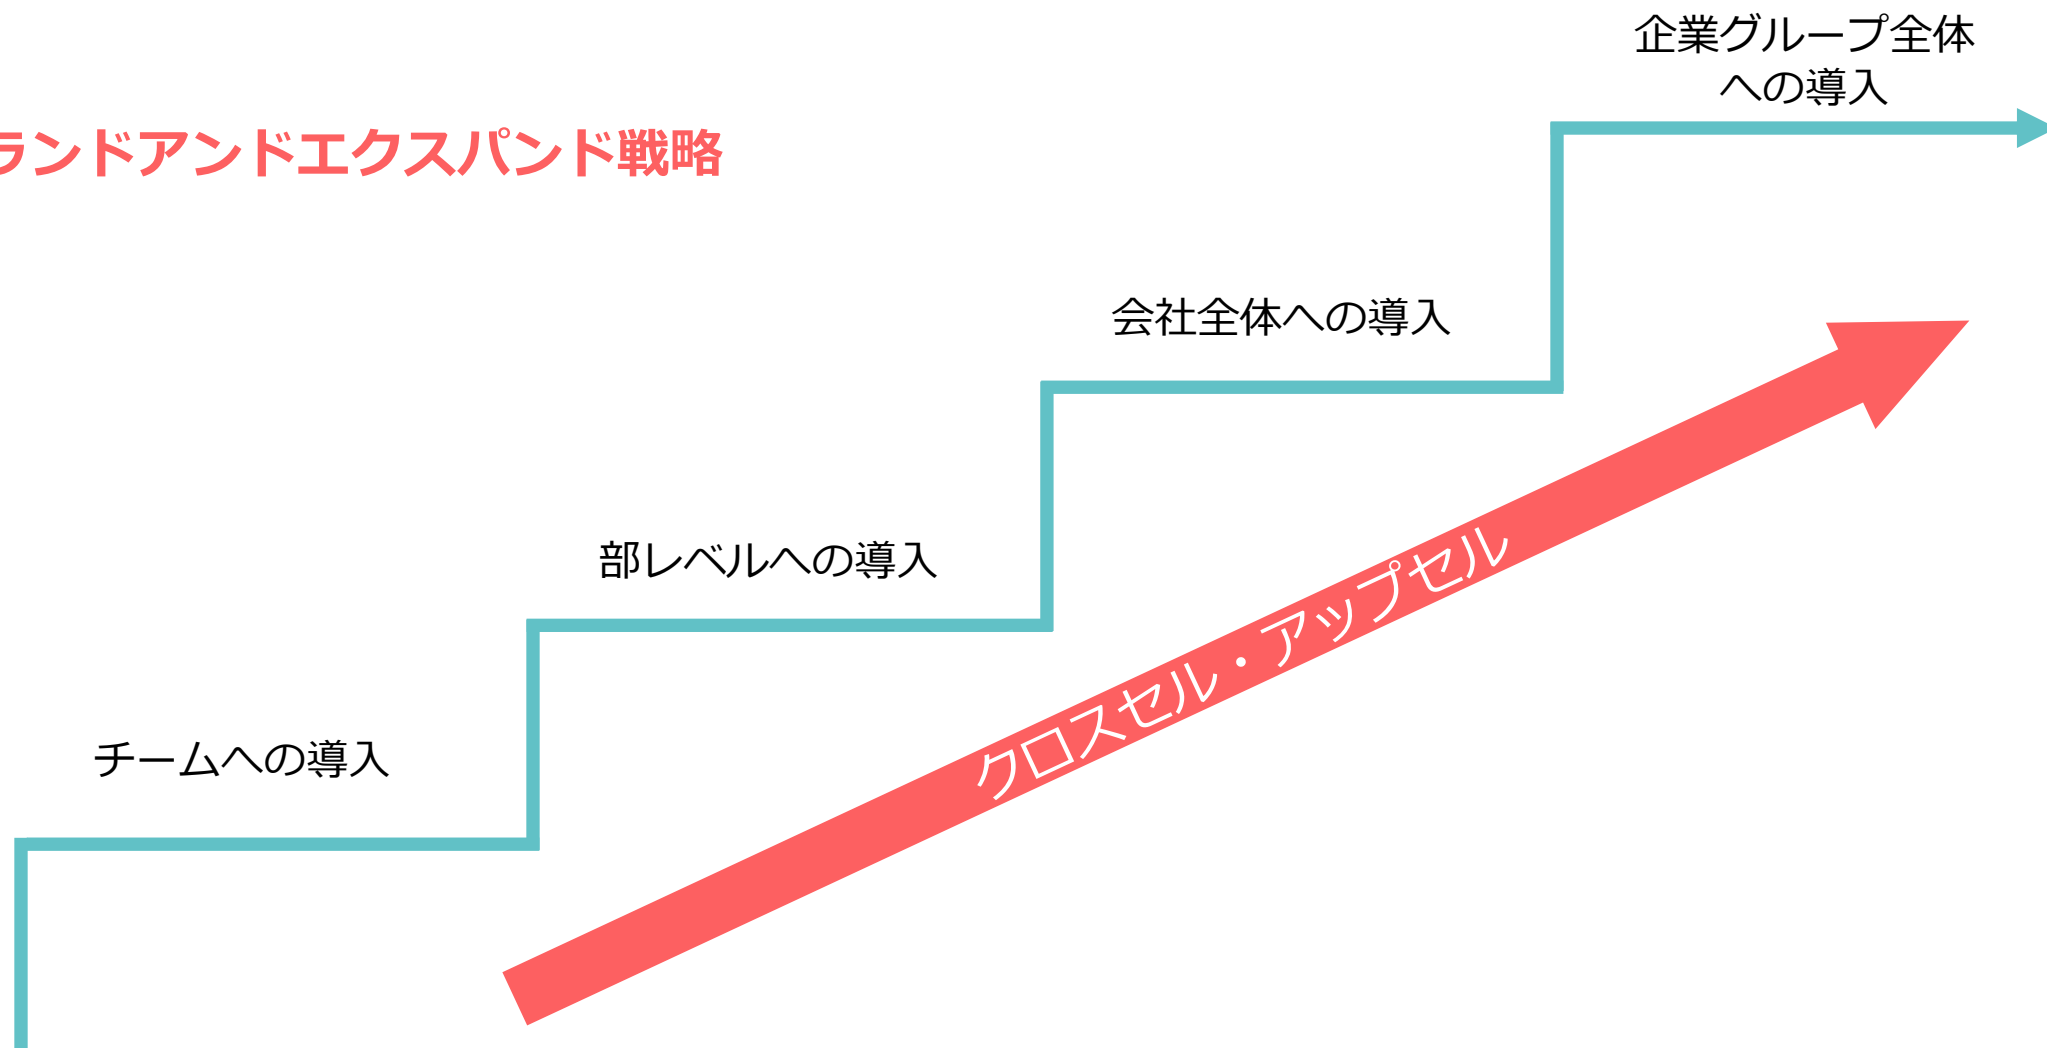 企業グループ全体
への導入
ランドアンドエクスパンド戦略
会社全体への導入
部レベルへの導入
クロスセル・アップセル
チームへの導入